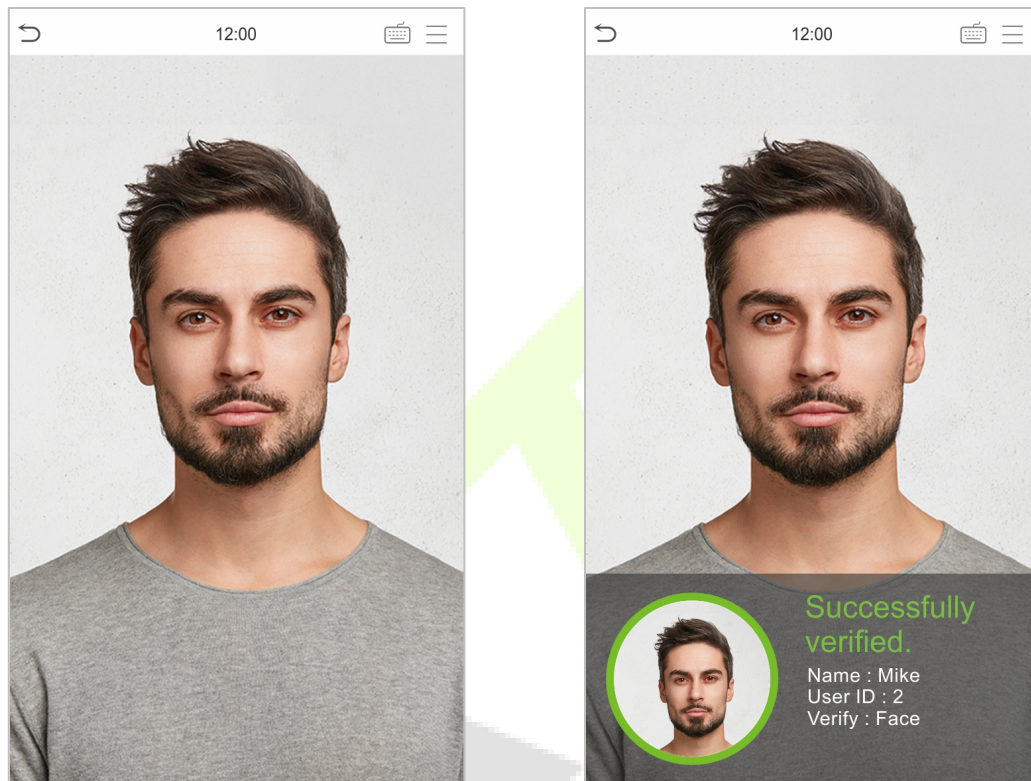 12:00
12:00
Successfully
verified.
Name : Mike
User ID : 2
Verify : Face